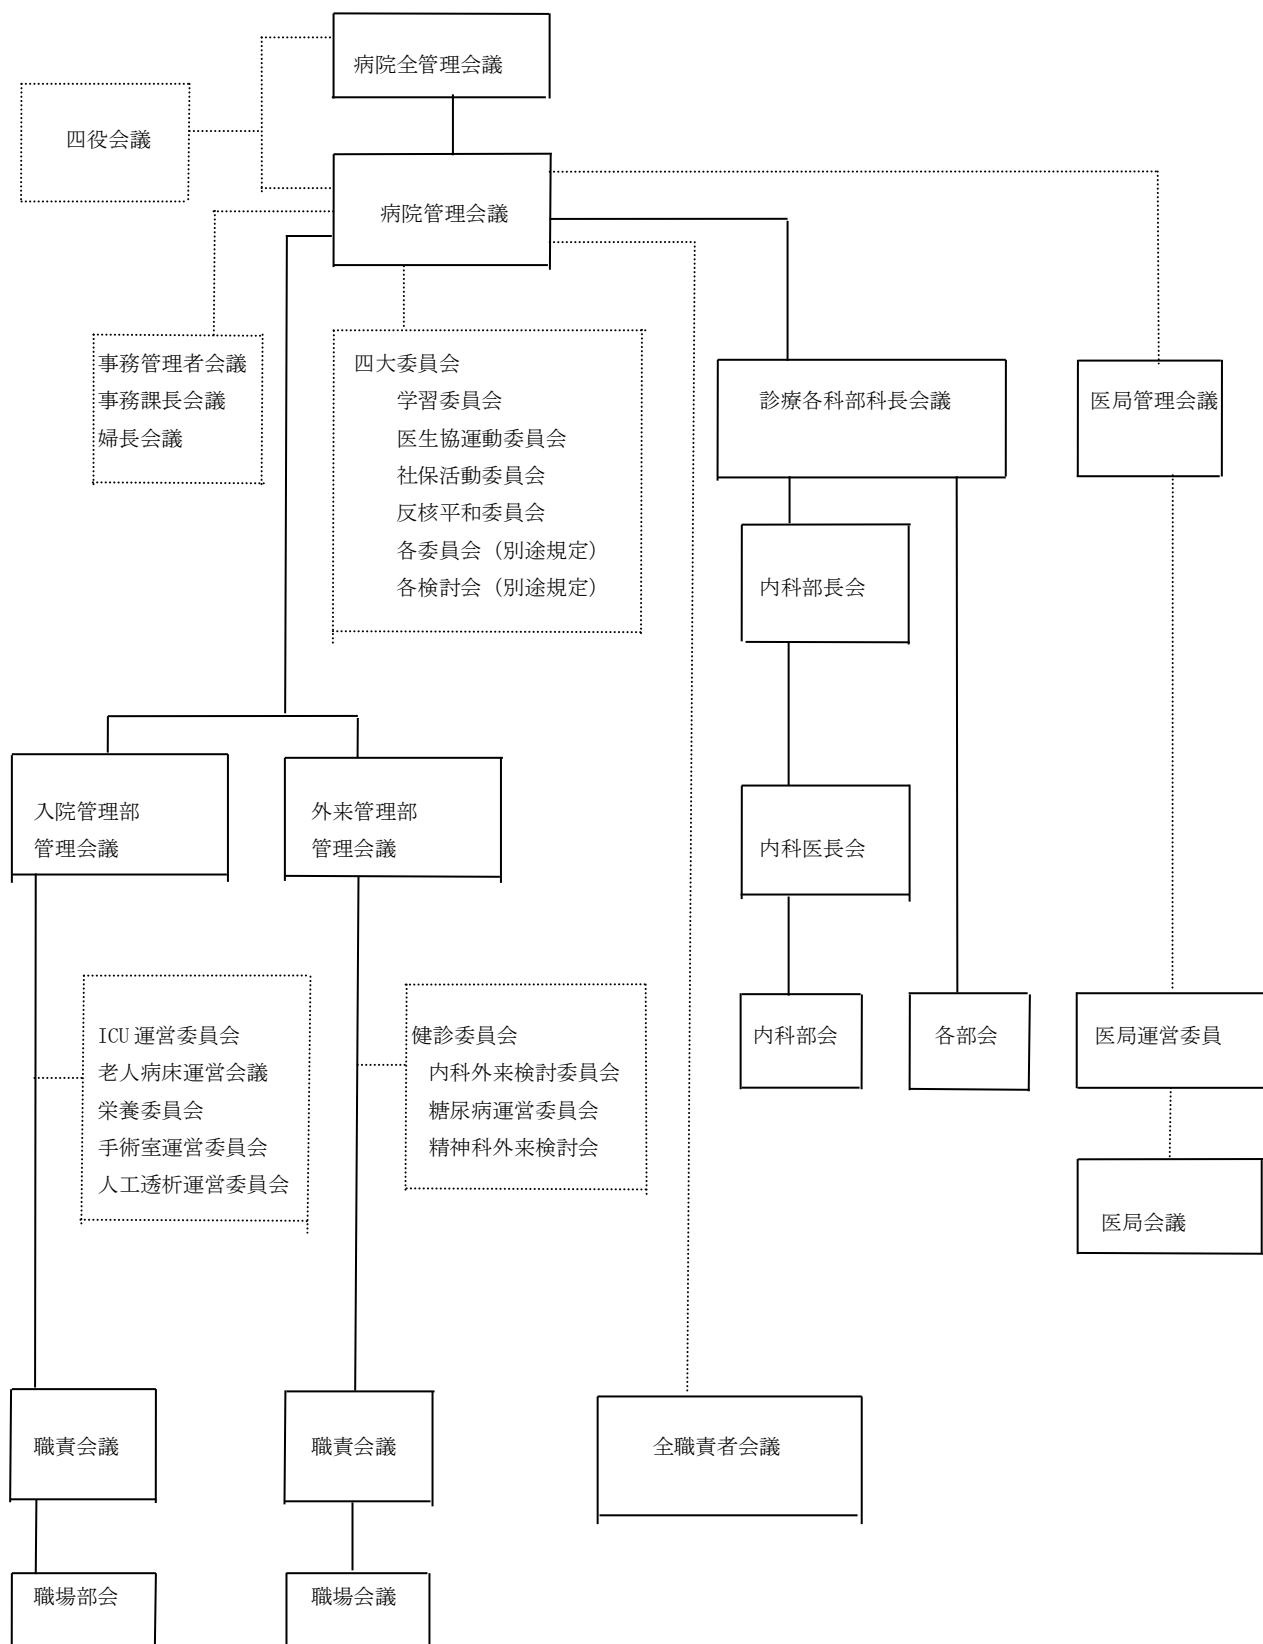 病院全管理会議
四役会議
病院管理会議
事務管理者会議
事務課長会議
婦長会議
四大委員会
学習委員会
医生協運動委員会
社保活動委員会
反核平和委員会
各委員会（別途規定）
各検討会（別途規定）
診療各科部科長会議
医局管理会議
内科部長会
入院管理部
管理会議
外来管理部
管理会議
内科医長会
ICU運営委員会
老人病床運営会議
栄養委員会
手術室運営委員会
人工透析運営委員会
健診委員会
内科外来検討委員会
糖尿病運営委員会
精神科外来検討会
内科部会
各部会
医局運営委員
医局会議
職責会議
職責会議
全職責者会議
職場部会
職場会議